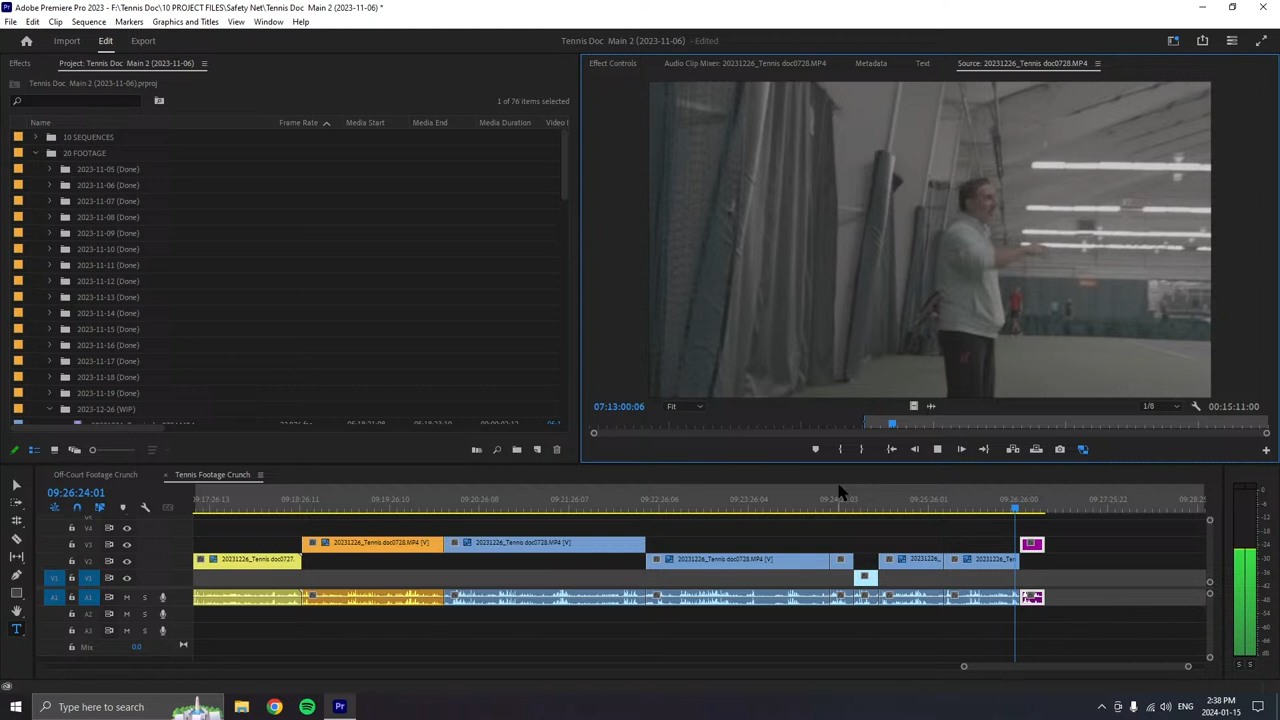 Adobe Premiere Pro 2023 - F:\Tennis Doc\10 PROJECT FILES\Safety Net\Tennis Doc Main 2 (2023-11-06) *
File Edit Clip Sequence Markers Graphics and Titles View Window Help
Import Edit Export
Tennis Doc Main 2 (2023-11-06) - Edited
Effects
Project: Tennis Doc Main 2 (2023-11-06)
Effect Controls
Audio Clip Mixer: 20231226_Tennis doc0728.MP4
Metadata
Text
Source: 20231226_Tennis doc0728.MP4
Tennis Doc Main 2 (2023-11-06).prproj
1 of 76 items selected
Name Frame Rate Media Start Media End Media Duration Video I
10 SEQUENCES
20 FOOTAGE
2023-11-05 (Done)
2023-11-06 (Done)
2023-11-07 (Done)
2023-11-08 (Done)
2023-11-09 (Done)
2023-11-10 (Done)
2023-11-11 (Done)
2023-11-12 (Done)
2023-11-13 (Done)
2023-11-14 (Done)
2023-11-15 (Done)
2023-11-16 (Done)
2023-11-17 (Done)
2023-11-18 (Done)
2023-11-19 (Done)
2023-12-26 (WIP)
07:13:00:06
Fit
1/8
00:15:11:00
Off-Court Footage Crunch
Tennis Footage Crunch
09:26:24:01
09:17:26:13 09:18:26:11 09:19:26:10 09:20:26:08 09:22:26:06 09:23:26:04 09:25:26:01 09:26:26:00 09:27:25:22 09:28:25
V4
V3
20231226_Tennis doc0728.MP4 [V]
20231226_Tennis doc0728.MP4 [V]
V2
20231226_Tennis doc0727.
20231226_Tennis doc0728.MP4 [V]
20231226_
20231226_Ten
V1 V1
A1 A1 M S
A2 M S
A3 M S
Mix 0.0
S S
Type here to search
ENG
2:38 PM
2024-01-15